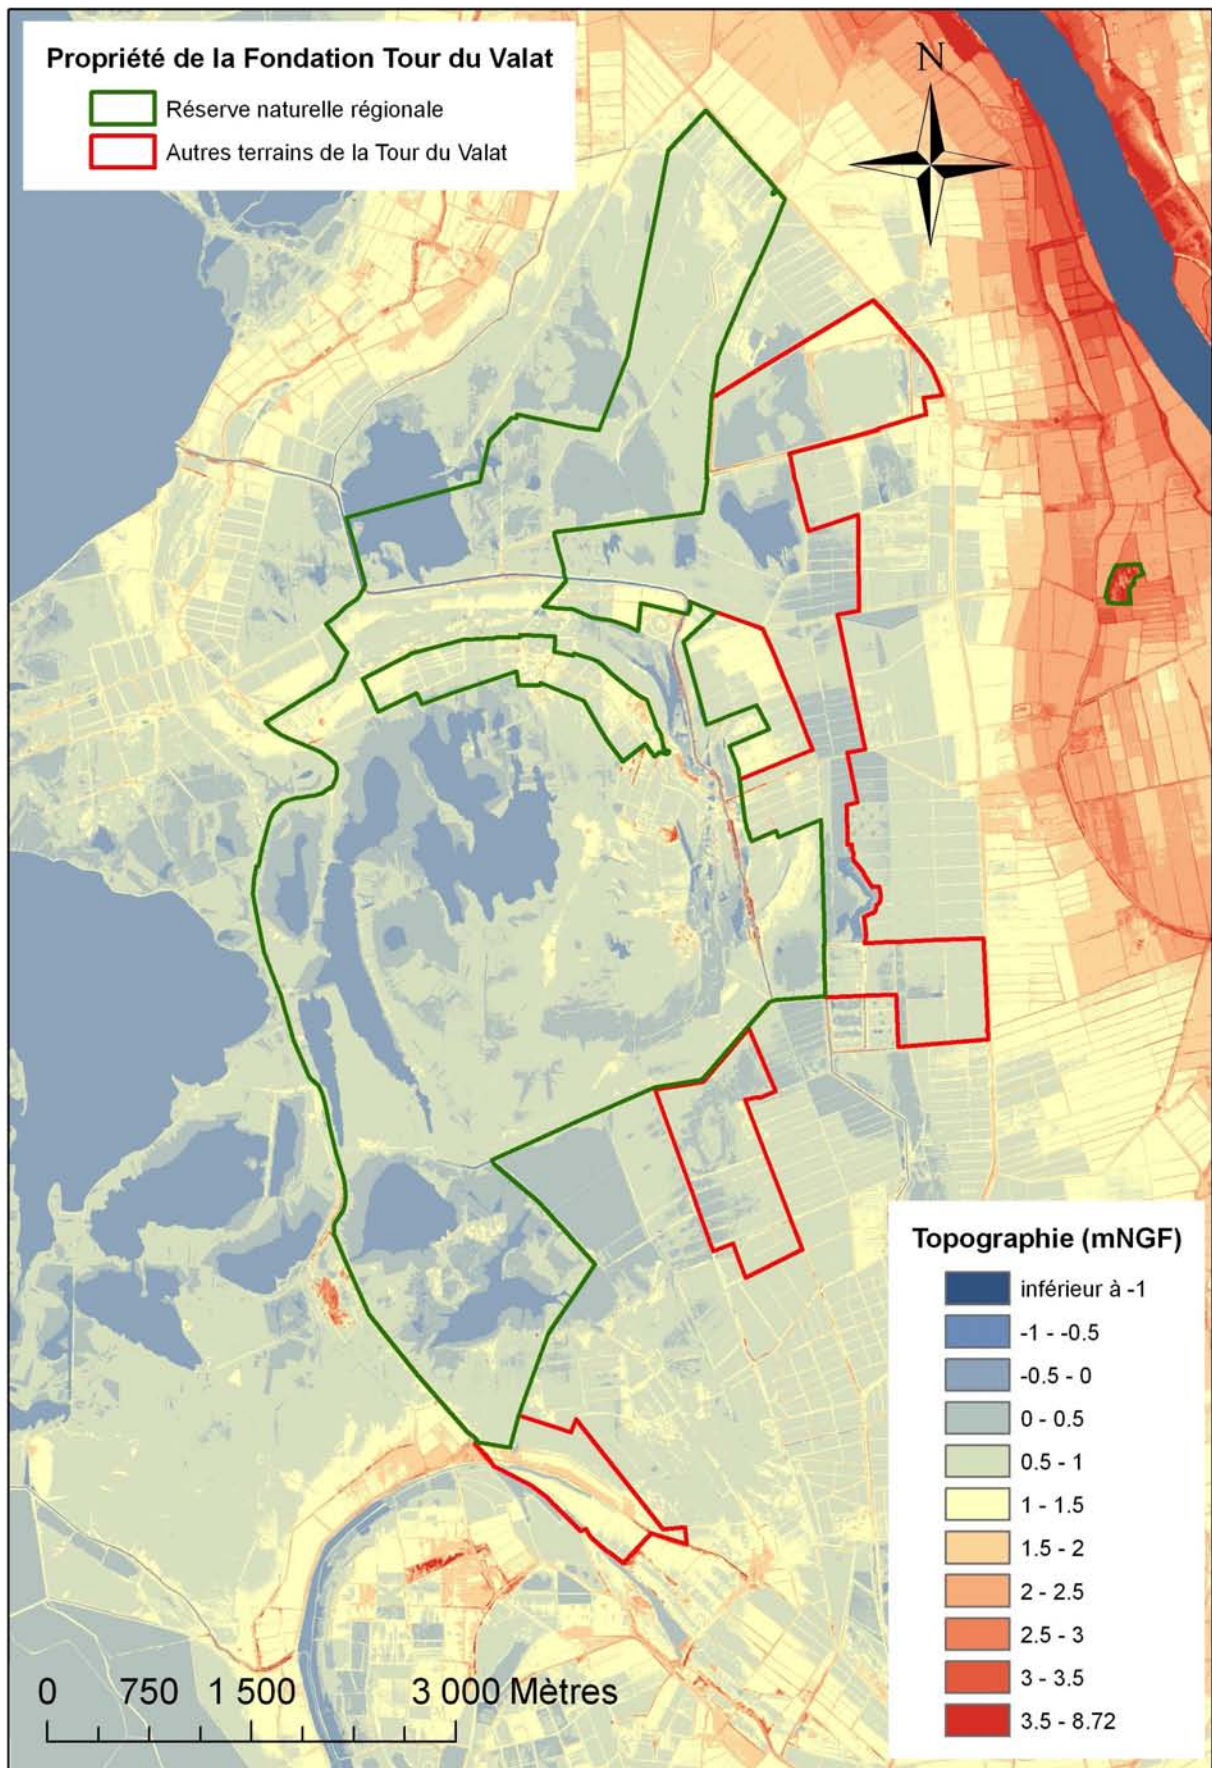 Propriété de la Fondation Tour du Valat
Réserve naturelle régionale
Autres terrains de la Tour du Valat
N
Topographie (mNGF)
inférieur à -1
-1 - -0.5
-0.5 - 0
0 - 0.5
0.5 - 1
1 - 1.5
1.5 - 2
2 - 2.5
2.5 - 3
3 - 3.5
3.5 - 8.72
0 750 1 500 3 000 Mètres